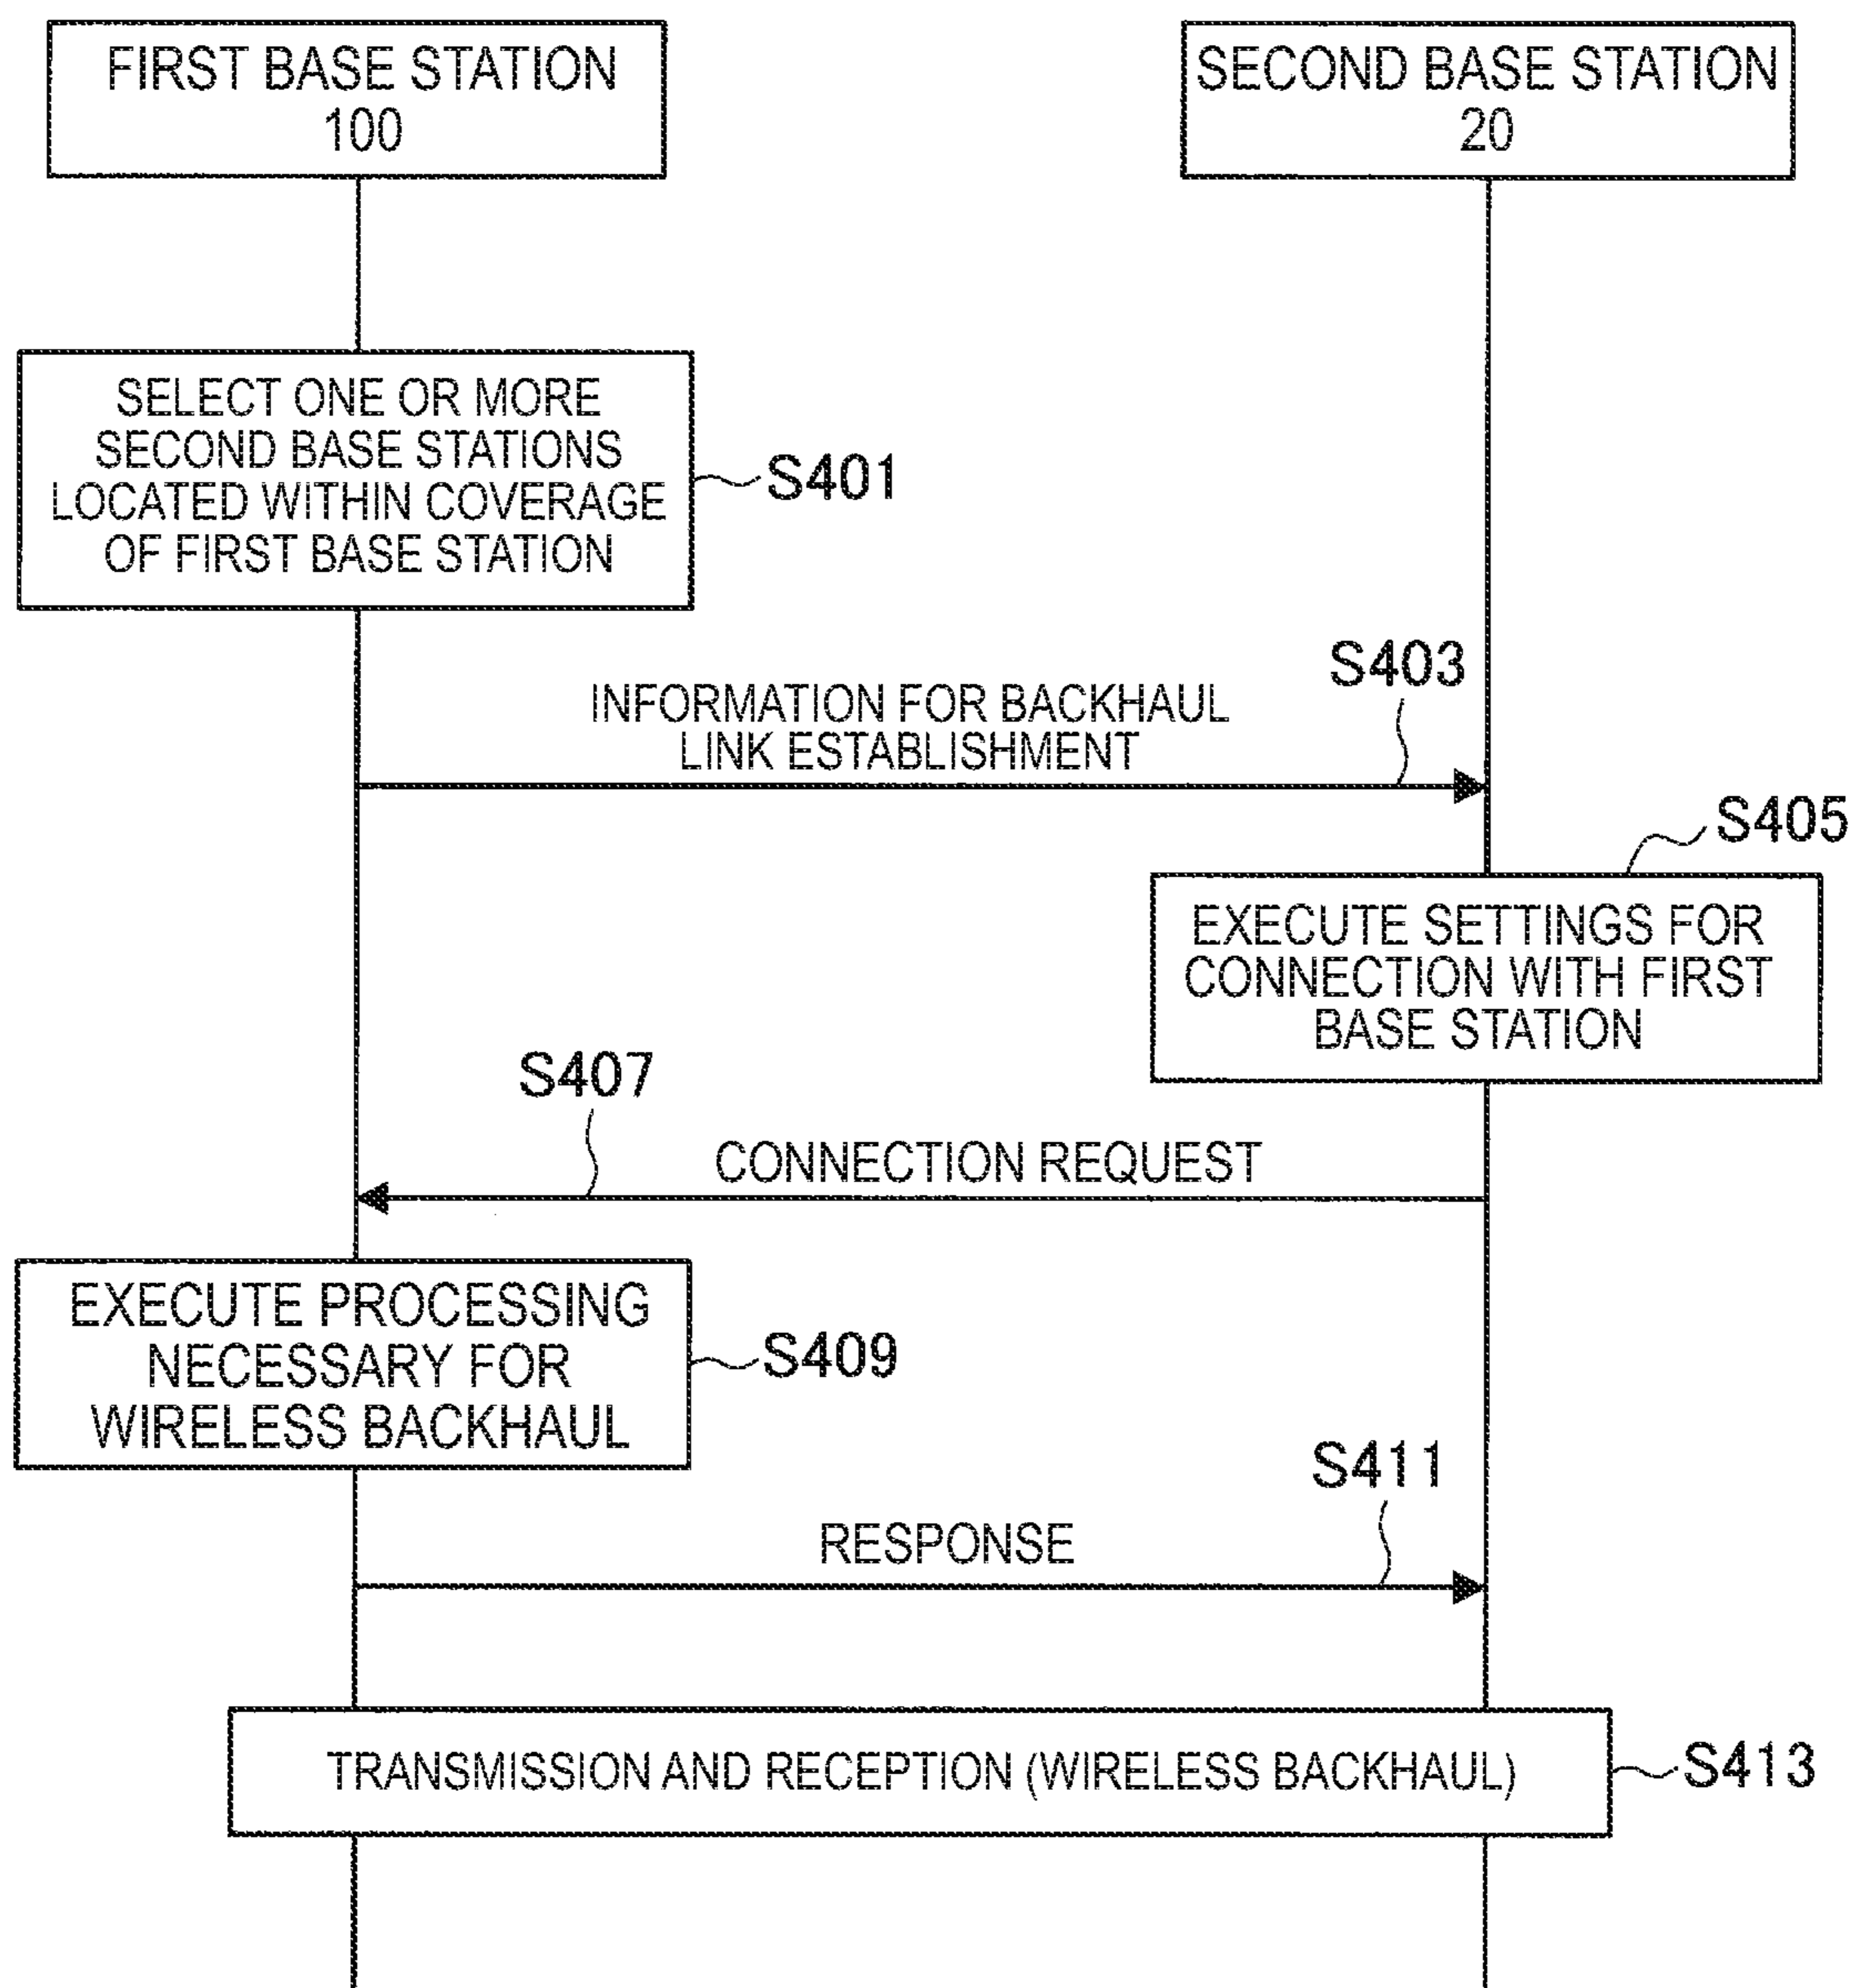 FIRST BASE STATION
100
SECOND BASE STATION
20
SELECT ONE OR MORE
SECOND BASE STATIONS
LOCATED WITHIN COVERAGE
OF FIRST BASE STATION
S401
S403
INFORMATION FOR BACKHAUL
LINK ESTABLISHMENT
S405
EXECUTE SETTINGS FOR
CONNECTION WITH FIRST
BASE STATION
S407
CONNECTION REQUEST
EXECUTE PROCESSING
NECESSARY FOR
WIRELESS BACKHAUL
S409
S411
RESPONSE
TRANSMISSION AND RECEPTION (WIRELESS BACKHAUL)
S413